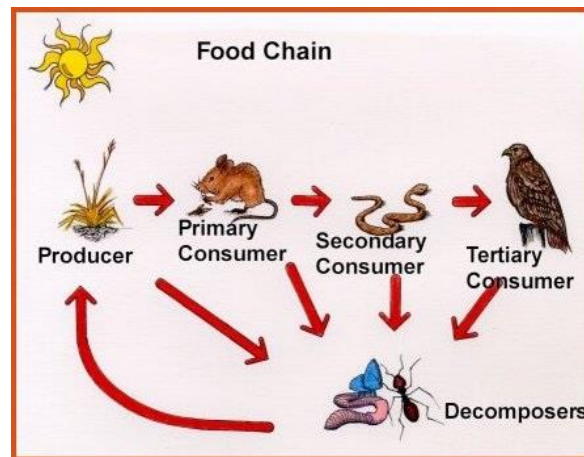 Food Chain
Producer
Primary
Consumer
Secondary
Consumer
Tertiary
Consumer
Decomposers